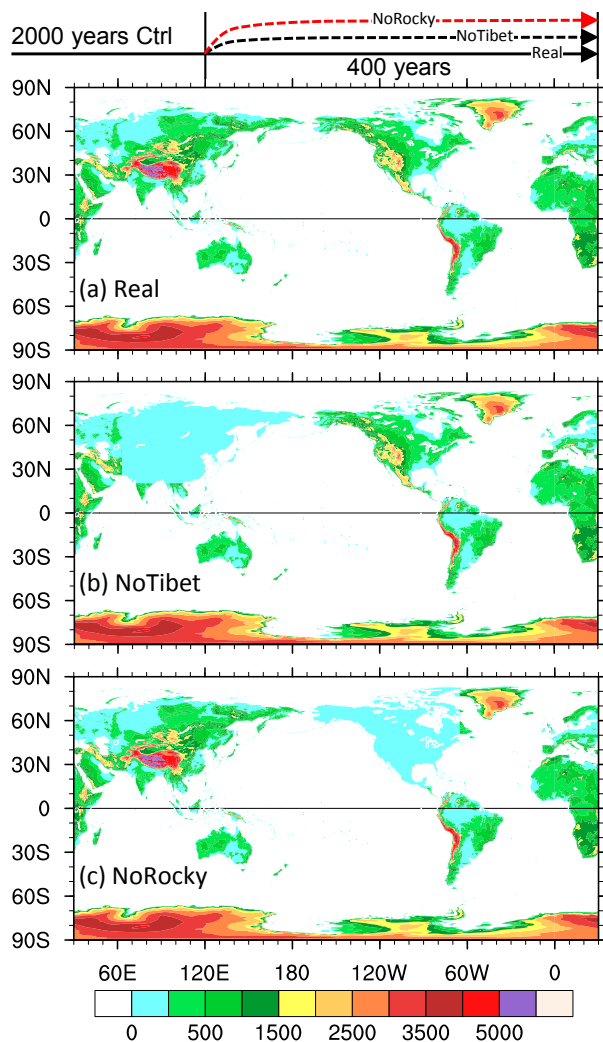 NoRocky
2000 years Ctrl
NoTibet
Real
400 years
90N
60N
30N
0
30S
60S
90S
(a) Real
90N
60N
30N
0
30S
60S
90S
(b) NoTibet
90N
60N
30N
0
30S
60S
90S
(c) NoRocky
60E 120E 180 120W 60W 0
0 500 1500 2500 3500 5000